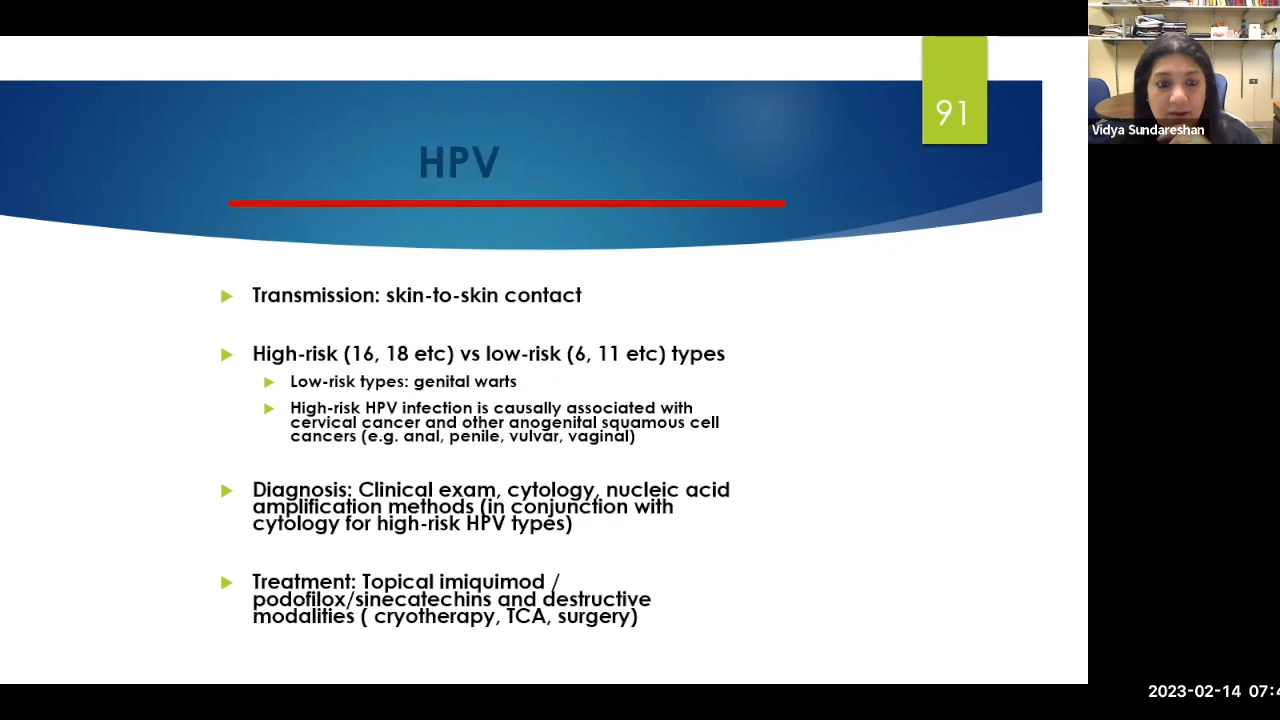 91
HPV
Transmission: skin-to-skin contact
High-risk (16, 18 etc) vs low-risk (6, 11 etc) types
Low-risk types: genital warts
High-risk HPV infection is causally associated with
cervical cancer and other anogenital squamous cell
cancers (e.g. anal, penile, vulvar, vaginal)
Diagnosis: Clinical exam, cytology, nucleic acid
amplification methods (in conjunction with
cytology for high-risk HPV types)
Treatment: Topical imiquimod /
podofilox/sinecatechins and destructive
modalities ( cryotherapy, TCA, surgery)
Vidya Sundareshan
2023-02-14 07:4